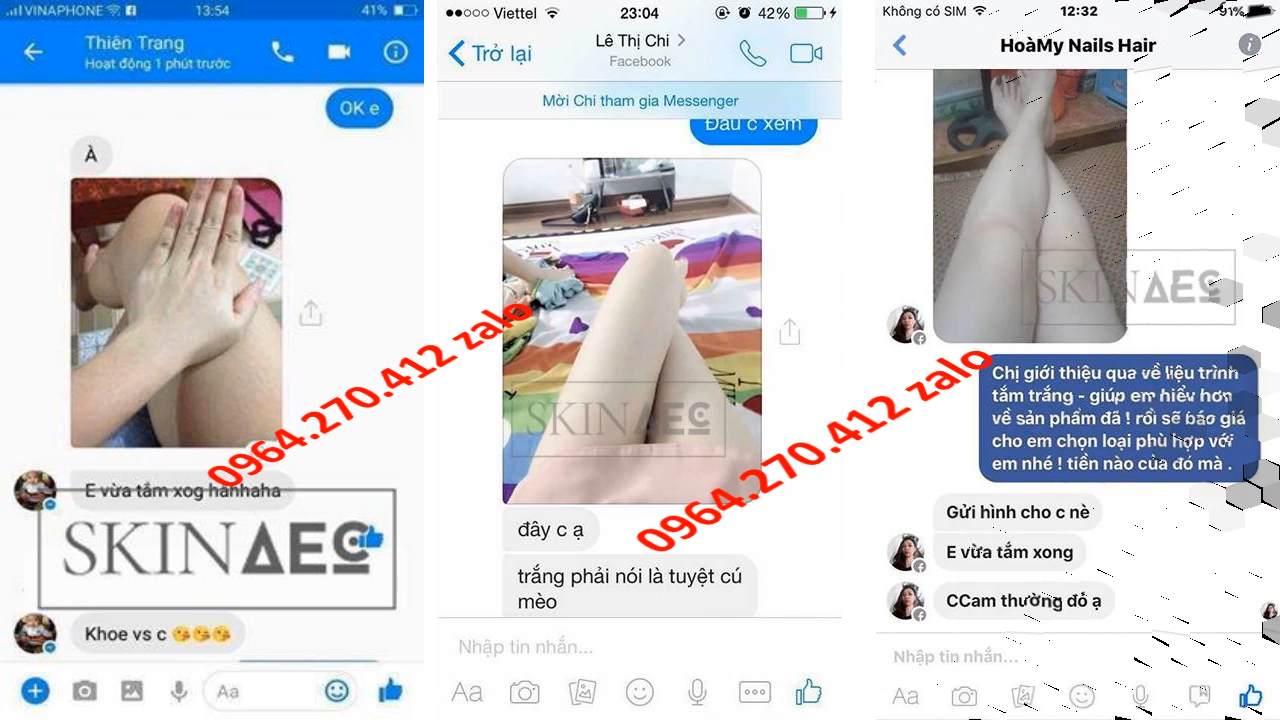 VINAPHONE
13:54
41%
Thiên Trang
Hoạt động 1 phút trước
OK e
À
E vừa tắm xog hahhaha
SKINAEC
Khoe vs c
Aa
Viettel
23:04
42%
Trở lại
Lê Thị Chi
Facebook
Mời Chi tham gia Messenger
Đâu c xem
SKINAEC
đây c ạ
trắng phải nói là tuyệt cú
mèo
Nhập tin nhắn...
Aa
Không có SIM
12:32
91%
HoàMy Nails Hair
SKINAEC
Chị giới thiệu qua về liệu trình
tắm trắng - giúp em hiểu hơn
về sản phẩm đã ! rồi sẽ báo giá
cho em chọn loại phù hợp với
em nhé ! tiền nào của đó mà .
Gửi hình cho c nè
E vừa tắm xong
CCam thường đó ạ
Nhập tin nhắn...
Aa
0964.270.412 zalo
0964.270.412 zalo